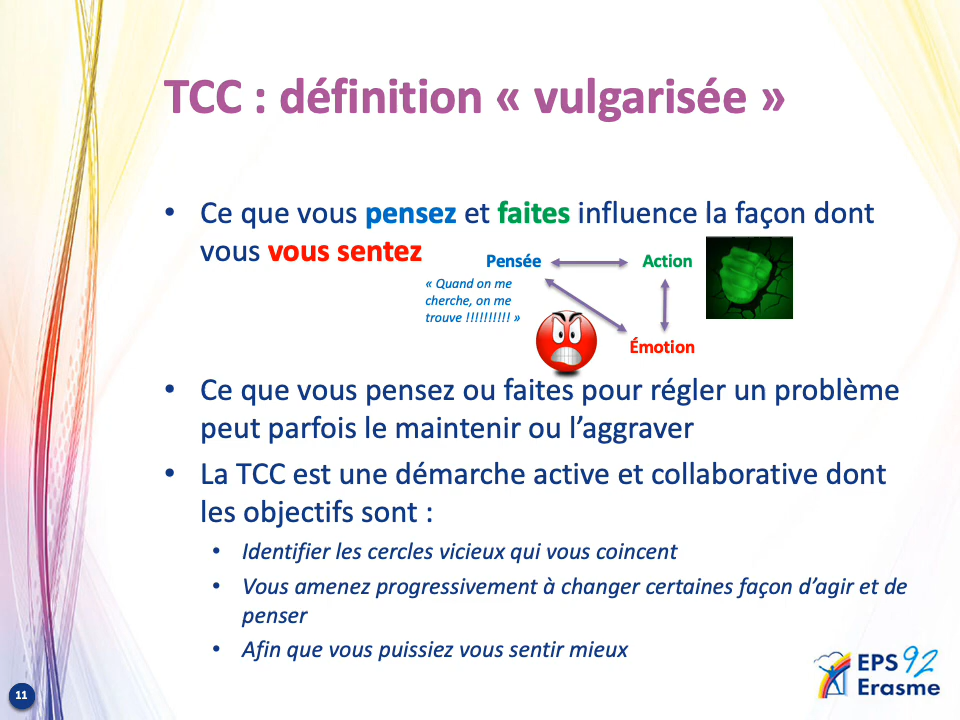 TCC : définition « vulgarisée »
• Ce que vous pensez et faites influence la façon dont
vous vous sentez
Pensée
Action
« Quand on me
cherche, on me
trouve !!!!!!!!!! »
Émotion
• Ce que vous pensez ou faites pour régler un problème
peut parfois le maintenir ou l’aggraver
• La TCC est une démarche active et collaborative dont
les objectifs sont :
• Identifier les cercles vicieux qui vous coincent
• Vous amenez progressivement à changer certaines façon d’agir et de
penser
• Afin que vous puissiez vous sentir mieux
11
EPS 92
Erasme